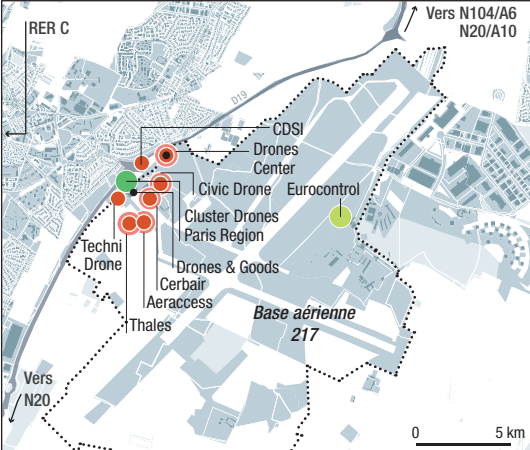 Vers N104/A6
N20/A10
RER C
D19
CDSI
Drones
Center
Civic Drone
Eurocontrol
Cluster Drones
Paris Region
Techni
Drone
Drones & Goods
Cerbair
Aeraccess
Thales
Base aérienne
217
Vers
N20
0
5 km